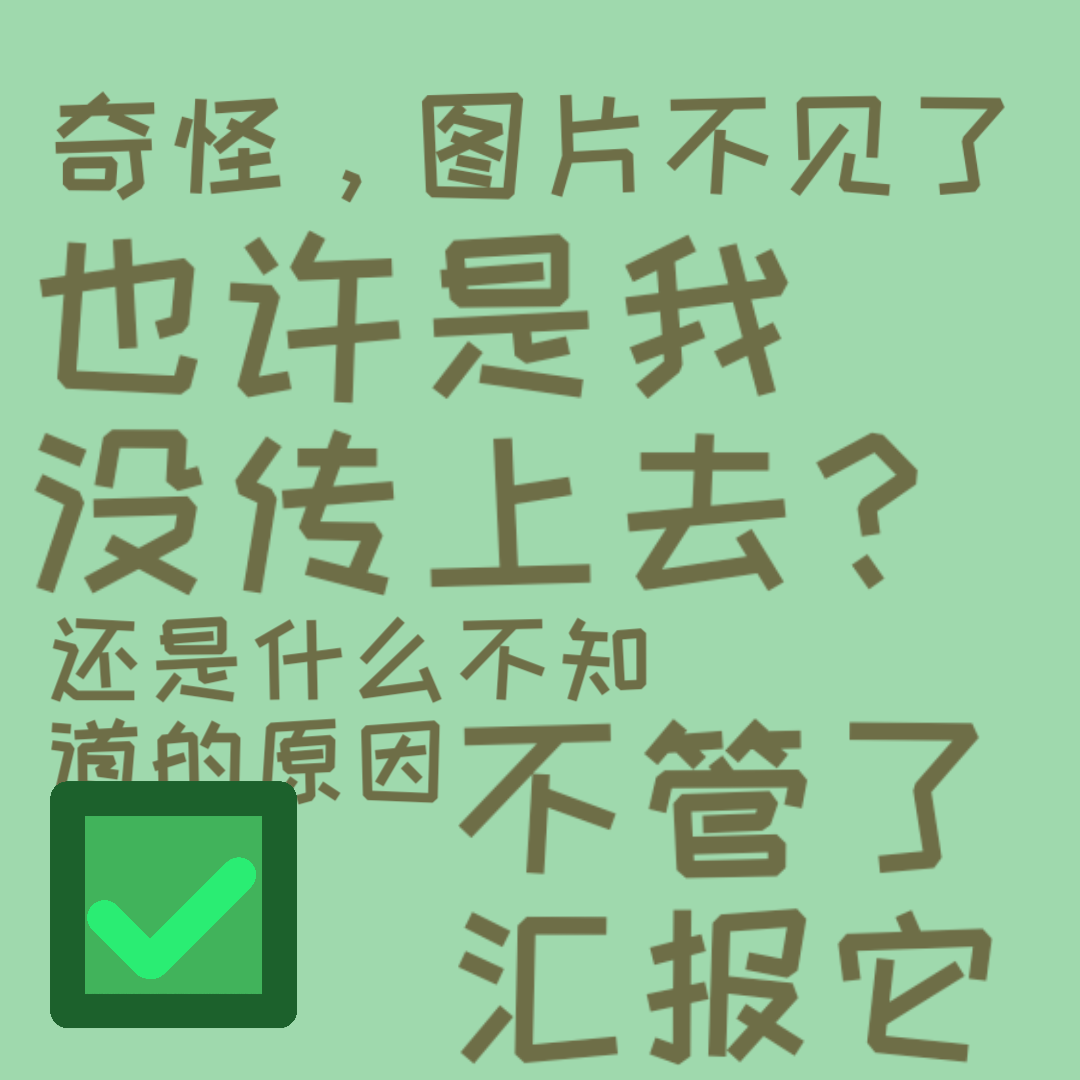 奇怪，图片不见了
也许是我
没传上去？
还是什么不知
道的原因
不管了
汇报它